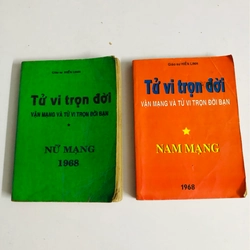 Tử vi trọn đời
VẬN MẠNG VÀ TỬ VI TRỌN ĐỜI BẠN
NỮ MẠNG
1968
Tử vi trọn đời
VẬN MẠNG VÀ TỬ VI TRỌN ĐỜI BẠN
NAM MẠNG
1968